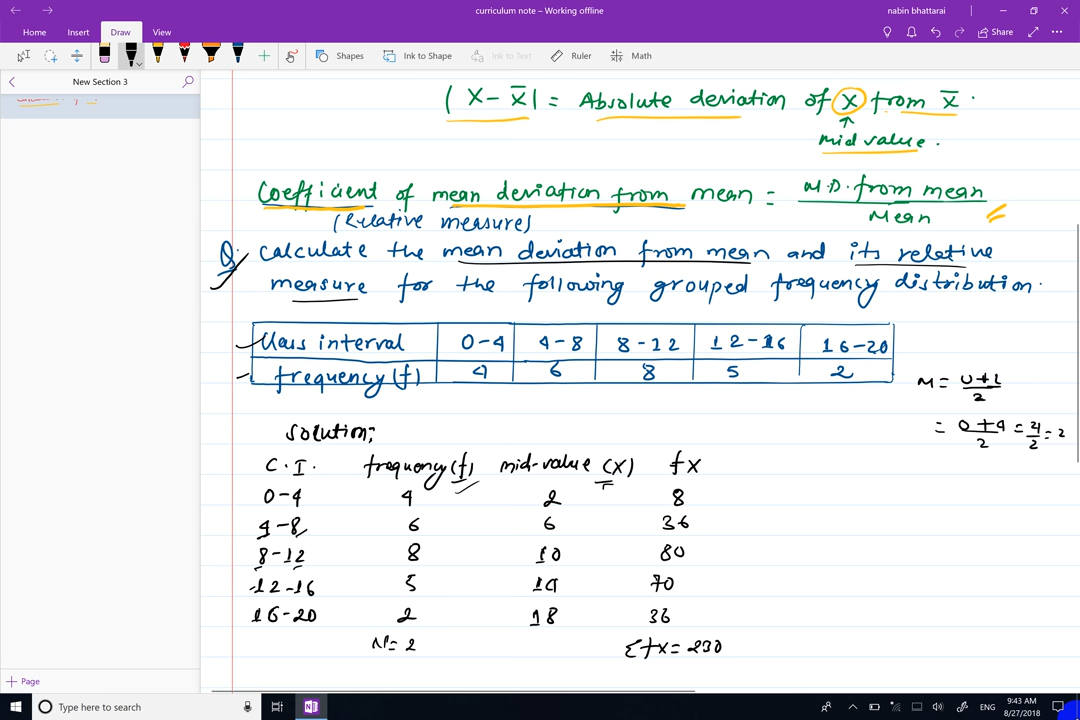 curriculum note – Working offline
nabin bhattarai
Home Insert Draw View
Share
Shapes Ink to Shape Ink to Text Ruler Math
New Section 3
| X - X̅ | = Absolute deviation of X from X̅.
mid value.
Coefficient of mean deviation from mean = M.D. from mean / Mean
(Relative measure)
Q. calculate the mean deviation from mean and its relative
measure for the following grouped frequency distribution.
Class interval 0-4 4-8 8-12 12-16 16-20
frequency(f) 4 6 8 5 2
M = U+L / 2
= 0+4 / 2 = 4/2 = 2
Solution;
C.I. frequency(f) mid-value (X) fX
0-4 4 2 8
4-8 6 6 36
8-12 8 10 80
12-16 5 14 70
16-20 2 18 36
N = 2 Σfx = 230
Page
Type here to search
ENG
9:43 AM
8/27/2018